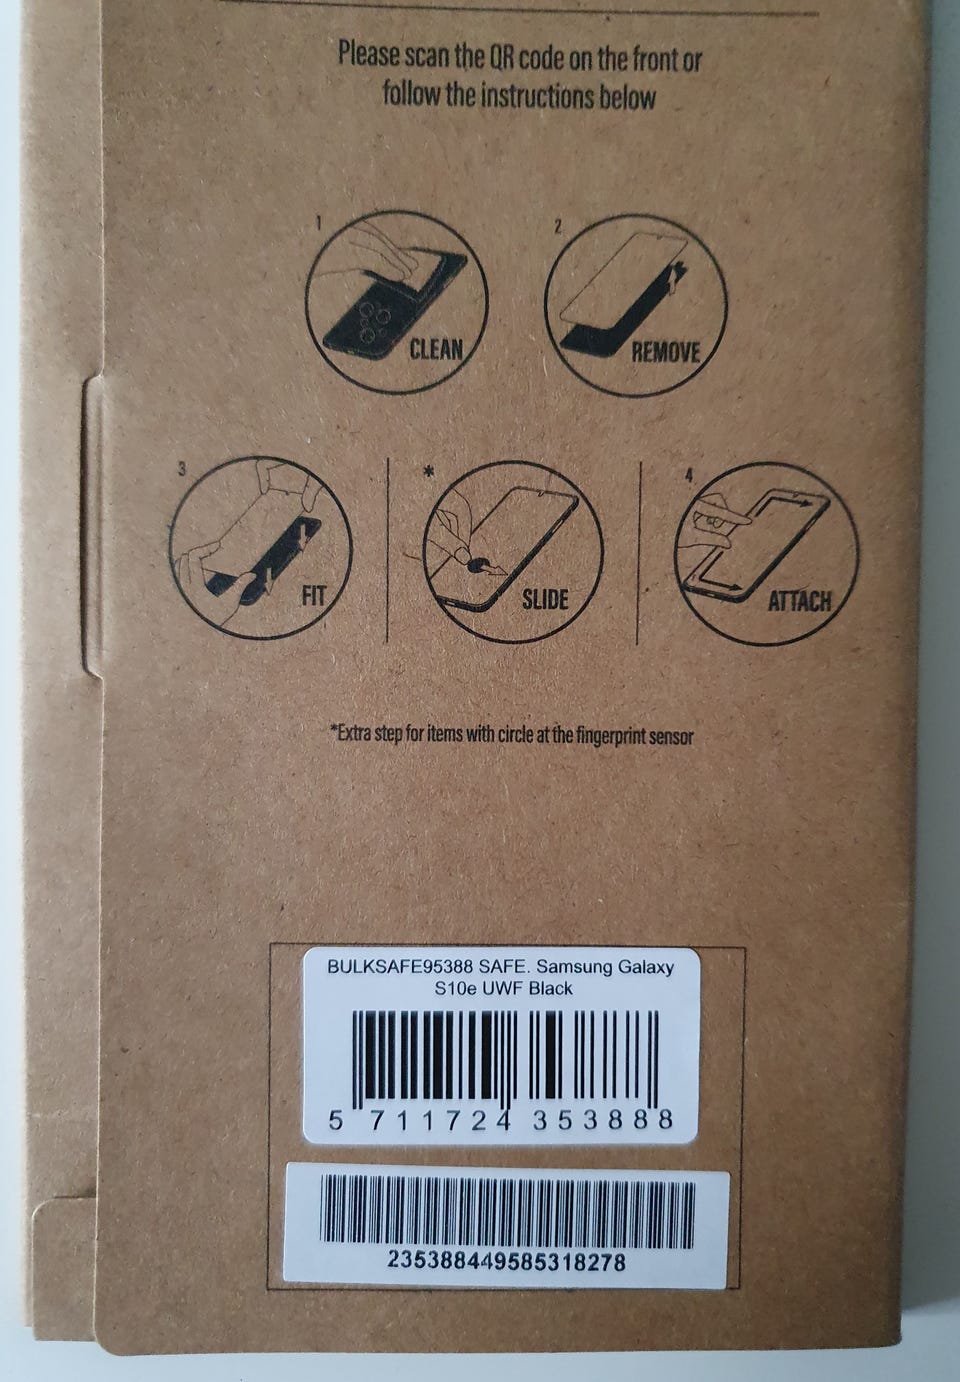 Please scan the QR code on the front or
follow the instructions below
1
2
CLEAN
REMOVE
3
*
4
FIT
SLIDE
ATTACH
*Extra step for items with circle at the fingerprint sensor
BULKSAFE95388 SAFE. Samsung Galaxy
S10e UWF Black
5 711724 353888
235388449585318278